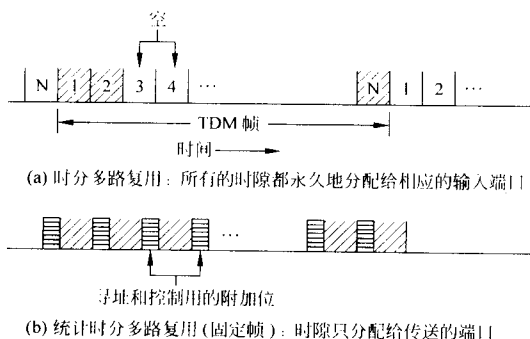 空
N 1 2 3 4 … N 1 2 …
TDM 帧
时间
(a) 时分多路复用：所有的时隙都永久地分配给相应的输入端口
… 
寻址和控制用的附加位
(b) 统计时分多路复用(固定帧)：时隙只分配给传送的端口